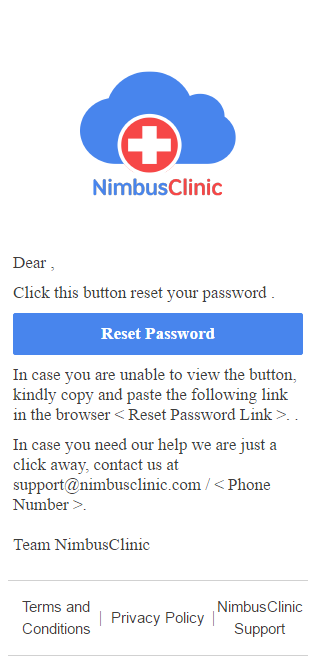 NimbusClinic
Dear ,
Click this button reset your password .
Reset Password
In case you are unable to view the button,
kindly copy and paste the following link
in the browser < Reset Password Link >. .
In case you need our help we are just a
click away, contact us at
support@nimbusclinic.com / < Phone
Number >.
Team NimbusClinic
Terms and
Conditions
| Privacy Policy |
NimbusClinic
Support